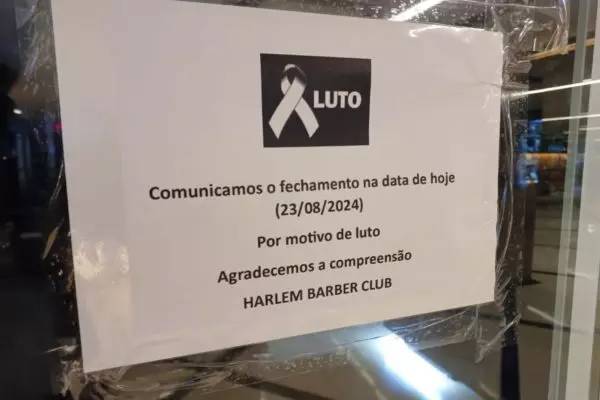 LUTO
Comunicamos o fechamento na data de hoje
(23/08/2024)
Por motivo de luto
Agradecemos a compreensão
HARLEM BARBER CLUB